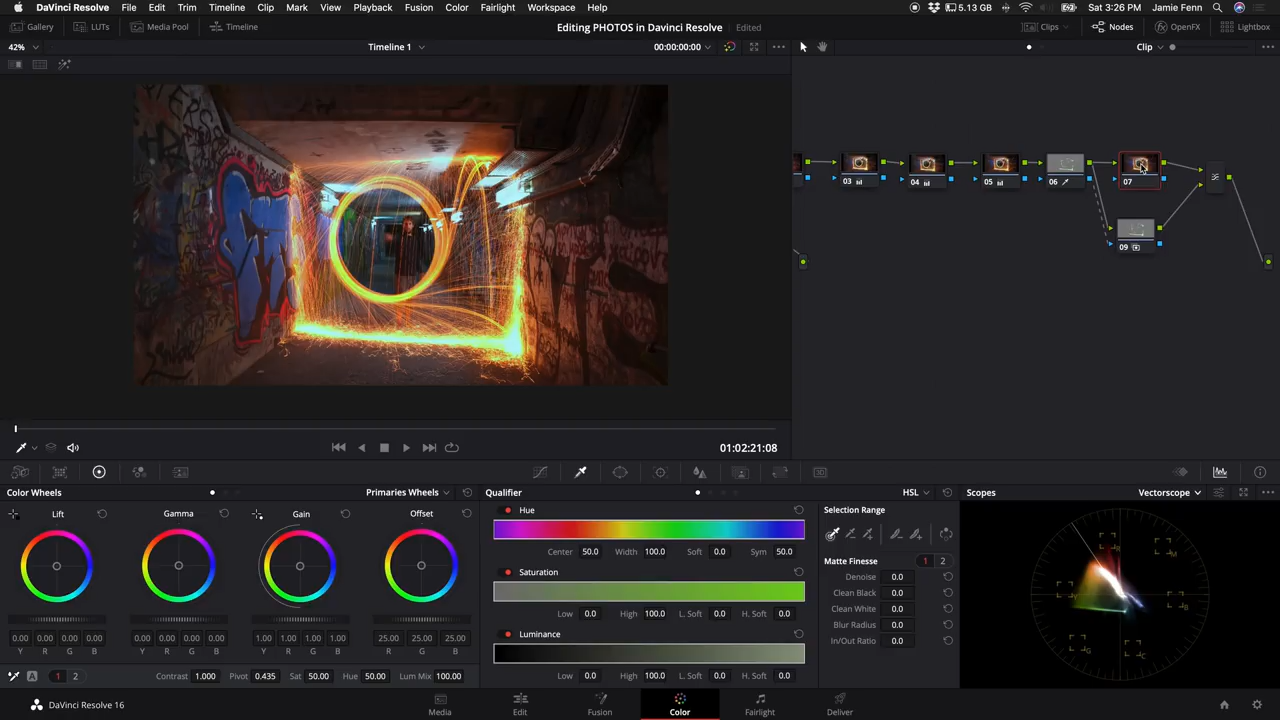 DaVinci Resolve File Edit Trim Timeline Clip Mark View Playback Fusion Color Fairlight Workspace Help 5.13 GB Sat 3:26 PM Jamie Fenn
Gallery LUTs Media Pool Timeline Editing PHOTOS in Davinci Resolve Edited Clips Nodes OpenFX Lightbox
42% Timeline 1 00:00:00:00 Clip
03 04 05 06 07
09
01:02:21:08
Color Wheels Primaries Wheels Qualifier HSL Scopes Vectorscope
Lift Gamma Gain Offset
Hue
Center 50.0 Width 100.0 Soft 0.0 Sym 50.0
Saturation
Low 0.0 High 100.0 L. Soft 0.0 H. Soft 0.0
Luminance
Low 0.0 High 100.0 L. Soft 0.0 H. Soft 0.0
Selection Range
Matte Finesse 1 2
Denoise 0.0
Clean Black 0.0
Clean White 0.0
Blur Radius 0.0
In/Out Ratio 0.0
R M B C G Y
0.00 0.00 0.00 0.00 0.00 0.00 0.00 0.00 1.00 1.00 1.00 1.00 25.00 25.00 25.00
Y R G B Y R G B Y R G B R G B
A 1 2 Contrast 1.000 Pivot 0.435 Sat 50.00 Hue 50.00 Lum Mix 100.00
DaVinci Resolve 16 Media Edit Fusion Color Fairlight Deliver